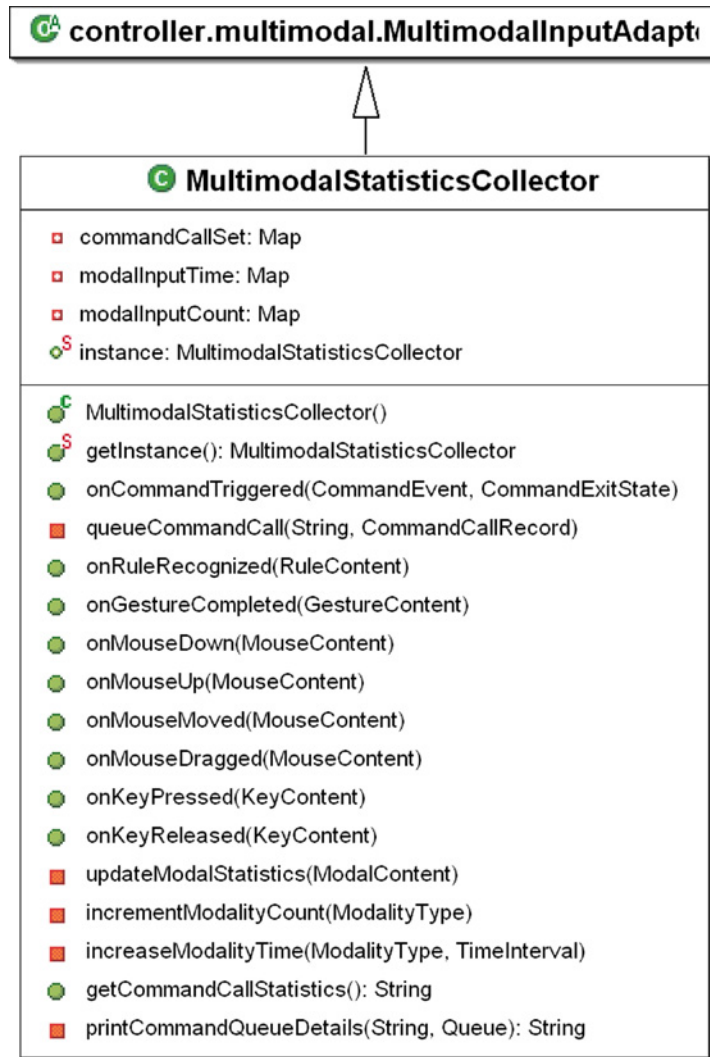 controller.multimodal.MultimodalInputAdapt
MultimodalStatisticsCollector
commandCallSet: Map
modalInputTime: Map
modalInputCount: Map
instance: MultimodalStatisticsCollector
MultimodalStatisticsCollector()
getInstance(): MultimodalStatisticsCollector
onCommandTriggered(CommandEvent, CommandExitState)
queueCommandCall(String, CommandCallRecord)
onRuleRecognized(RuleContent)
onGestureCompleted(GestureContent)
onMouseDown(MouseContent)
onMouseUp(MouseContent)
onMouseMoved(MouseContent)
onMouseDragged(MouseContent)
onKeyPressed(KeyContent)
onKeyReleased(KeyContent)
updateModalStatistics(ModalContent)
incrementModalityCount(ModalityType)
increaseModalityTime(ModalityType, TimeInterval)
getCommandCallStatistics(): String
printCommandQueueDetails(String, Queue): String